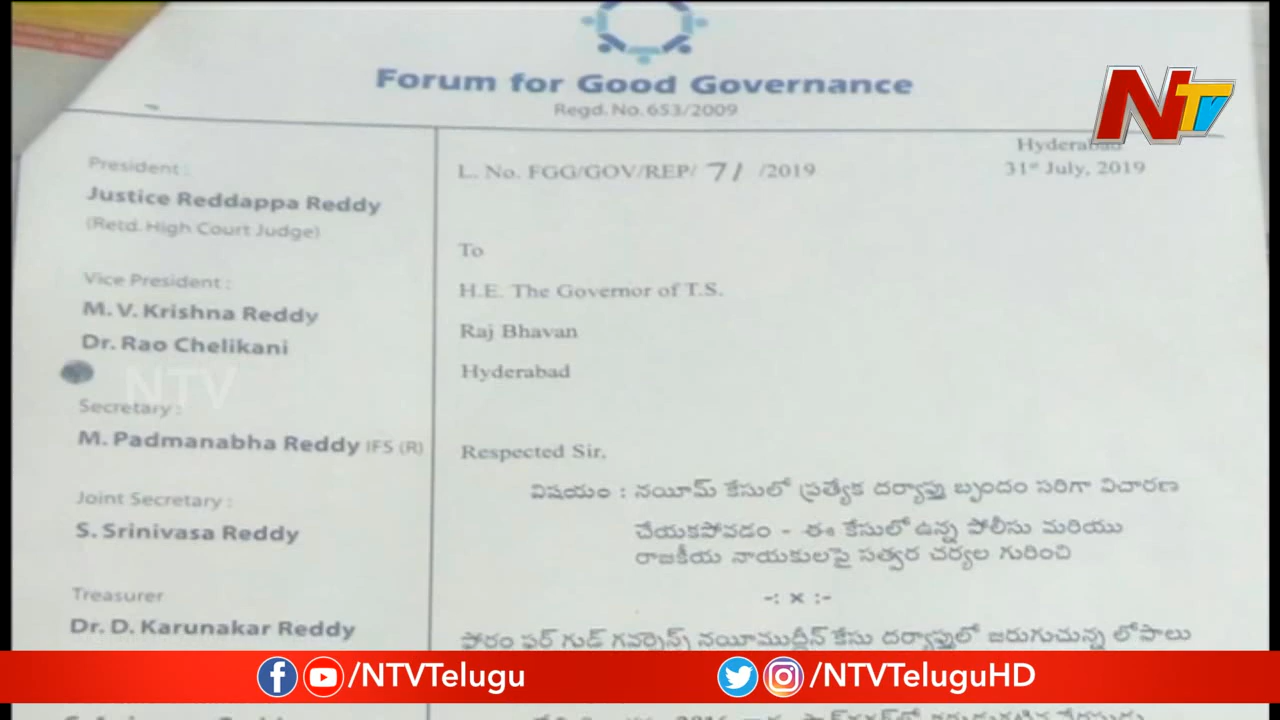 Forum for Good Governance
Regd. No. 653/2009
NTV
Hyderabad
31st July, 2019
L. No. FGG/GOV/REP/ 71 /2019
President :
Justice Reddappa Reddy
(Retd. High Court Judge)
Vice President :
M. V. Krishna Reddy
Dr. Rao Chelikani
NTV
Secretary :
M. Padmanabha Reddy IFS (R)
Joint Secretary :
S. Srinivasa Reddy
Treasurer
Dr. D. Karunakar Reddy
To
H.E. The Governor of T.S.
Raj Bhavan
Hyderabad
Respected Sir,
విషయం : నయీమ్ కేసులో ప్రత్యేక దర్యాప్తు బృందం సరిగా విచారణ
చేయకపోవడం - ఈ కేసులో ఉన్న పోలీసు మరియు
రాజకీయ నాయకులపై సత్వర చర్యల గురించి
-: x :-
ఫోరం ఫర్ గుడ్ గవర్నెన్స్ నయీముద్దీన్ కేసు దర్యాప్తులో జరుగుచున్న లోపాలు
/NTVTelugu
/NTVTeluguHD